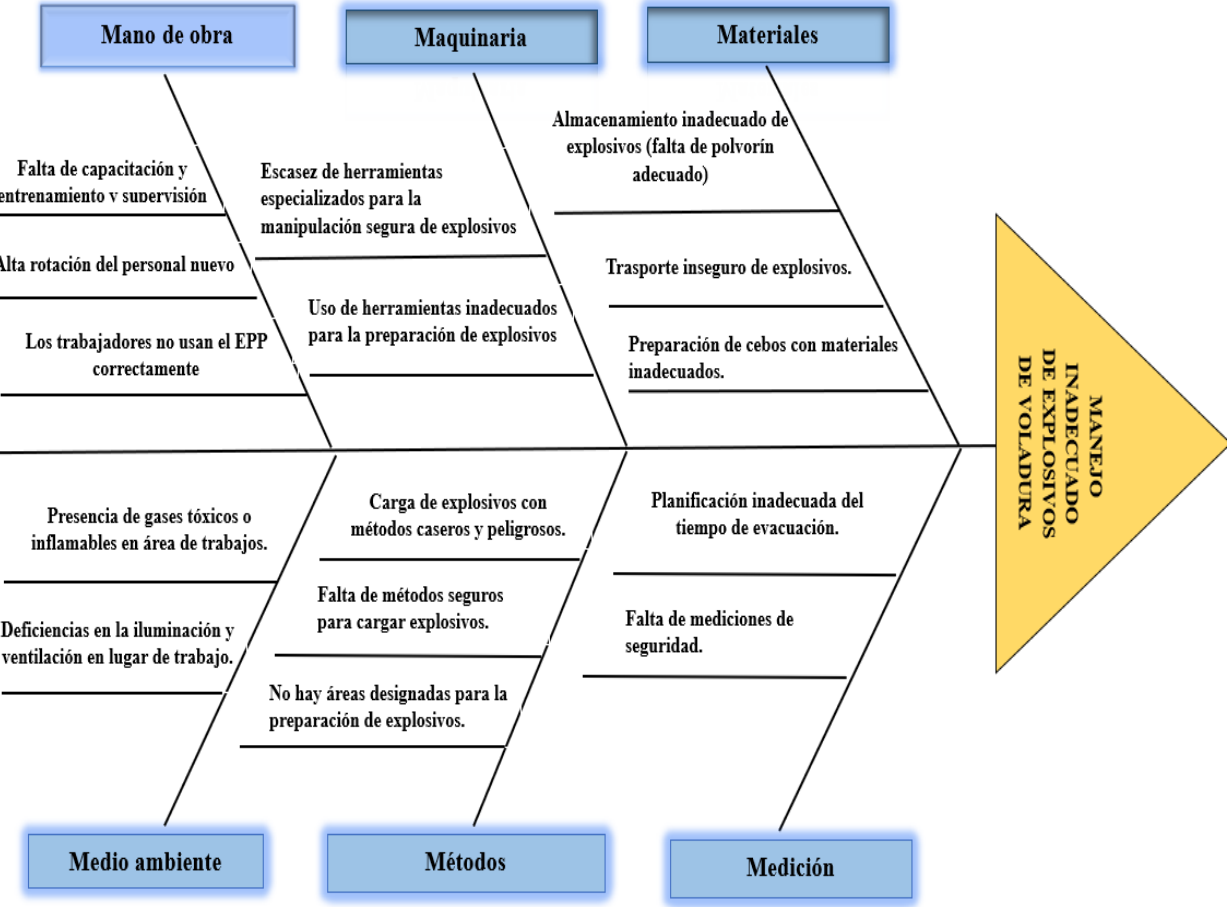 Mano de obra
Maquinaria
Materiales
Falta de capacitación y
entrenamiento y supervisión
Alta rotación del personal nuevo
Los trabajadores no usan el EPP
correctamente
Escasez de herramientas
especializados para la
manipulación segura de explosivos
Uso de herramientas inadecuados
para la preparación de explosivos
Almacenamiento inadecuado de
explosivos (falta de polvorín
adecuado)
Trasporte inseguro de explosivos.
Preparación de cebos con materiales
inadecuados.
MANEJO
INADECUADO
DE EXPLOSIVOS
DE VOLADURA
Presencia de gases tóxicos o
inflamables en área de trabajos.
Deficiencias en la iluminación y
ventilación en lugar de trabajo.
Carga de explosivos con
métodos caseros y peligrosos.
Falta de métodos seguros
para cargar explosivos.
No hay áreas designadas para la
preparación de explosivos.
Planificación inadecuada del
tiempo de evacuación.
Falta de mediciones de
seguridad.
Medio ambiente
Métodos
Medición